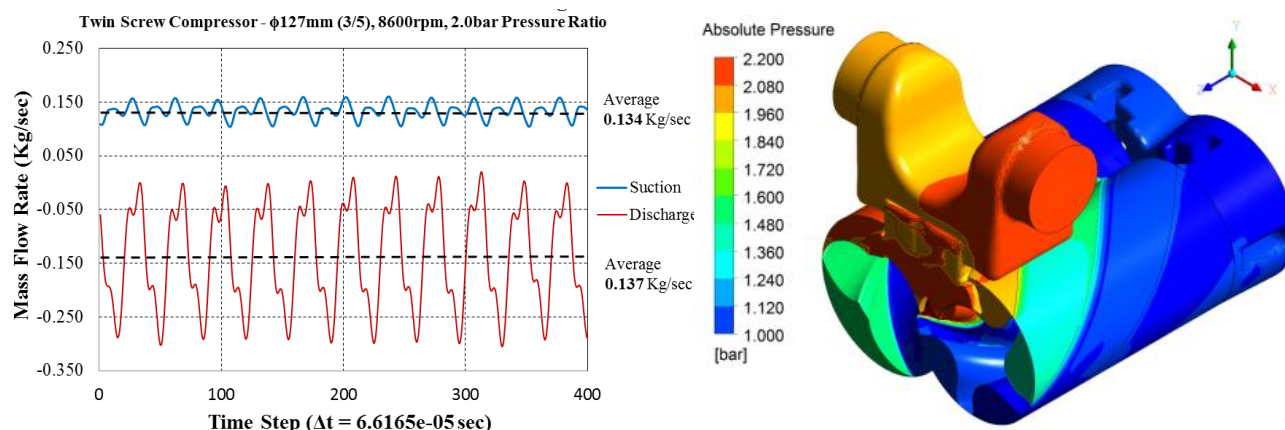 Twin Screw Compressor - ϕ127mm (3/5), 8600rpm, 2.0bar Pressure Ratio
Mass Flow Rate (Kg/sec)
0.250
0.150
0.050
-0.050
-0.150
-0.250
-0.350
0
100
200
300
400
Time Step (Δt = 6.6165e-05 sec)
Average
0.134 Kg/sec
Suction
Discharge
Average
0.137 Kg/sec
Absolute Pressure
2.200
2.080
1.960
1.840
1.720
1.600
1.480
1.360
1.240
1.120
1.000
[bar]
Y
Z
X